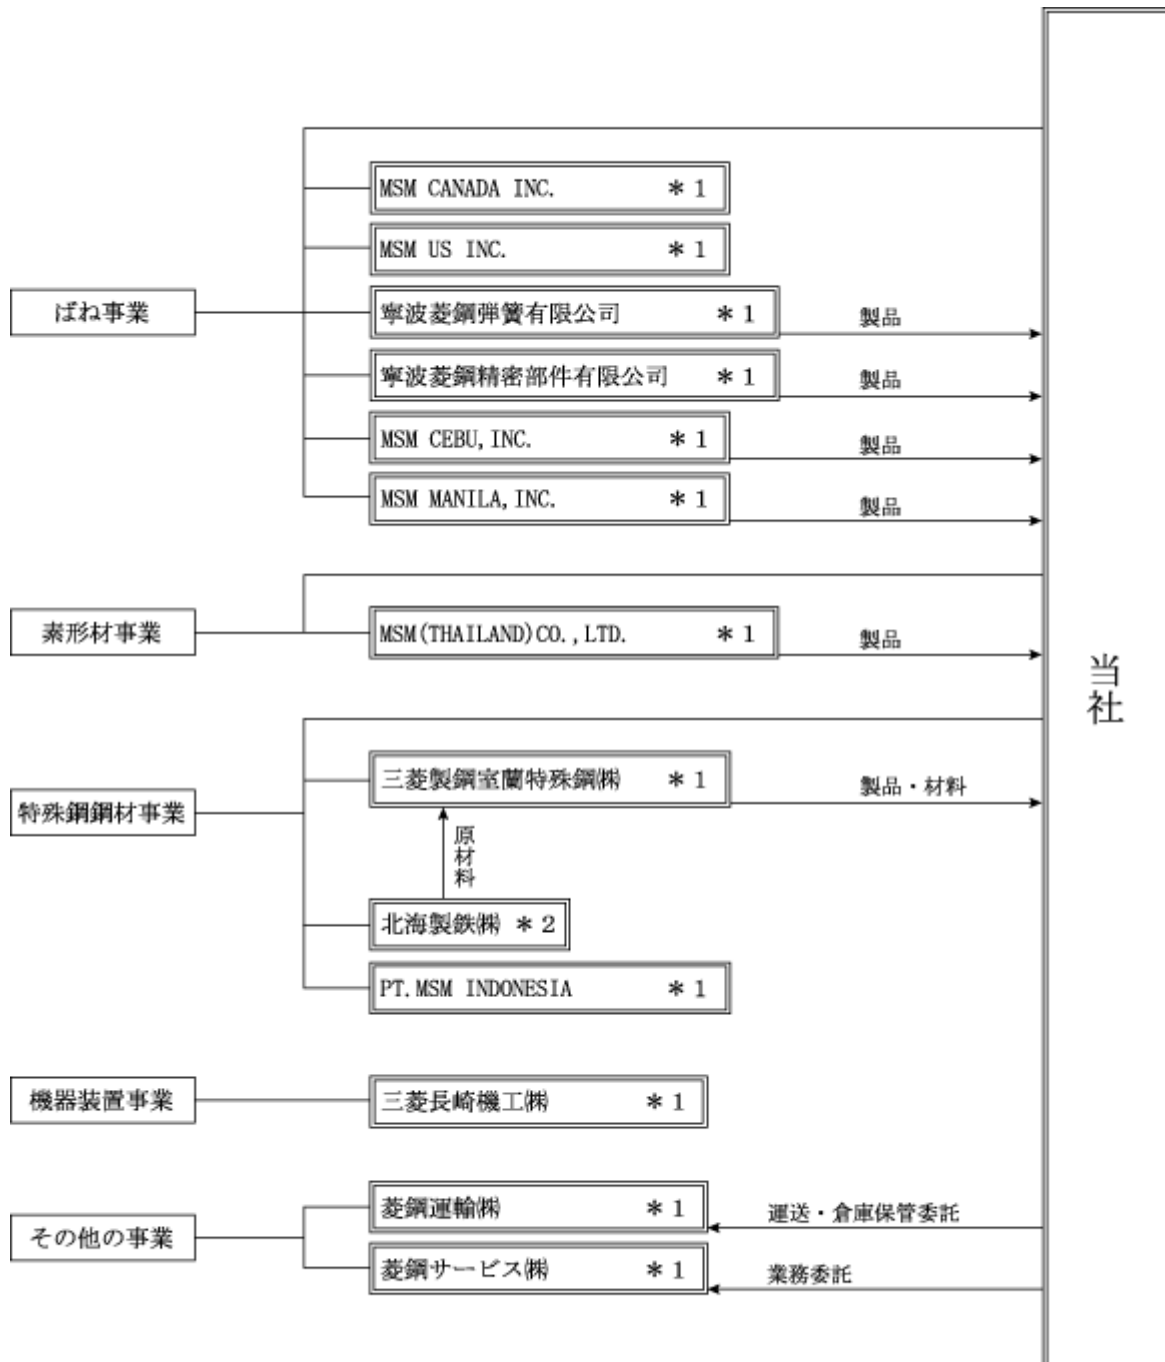 MSM CANADA INC. ＊1
MSM US INC. ＊1
ばね事業
寧波菱鋼弾簧有限公司 ＊1
製品
寧波菱鋼精密部件有限公司 ＊1
製品
MSM CEBU,INC. ＊1
製品
MSM MANILA,INC. ＊1
製品
素形材事業
MSM(THAILAND)CO.,LTD. ＊1
製品
当社
三菱製鋼室蘭特殊鋼㈱ ＊1
製品・材料
特殊鋼鋼材事業
原材料
北海製鉄㈱ ＊2
PT.MSM INDONESIA ＊1
機器装置事業
三菱長崎機工㈱ ＊1
菱鋼運輸㈱ ＊1
運送・倉庫保管委託
その他の事業
菱鋼サービス㈱ ＊1
業務委託